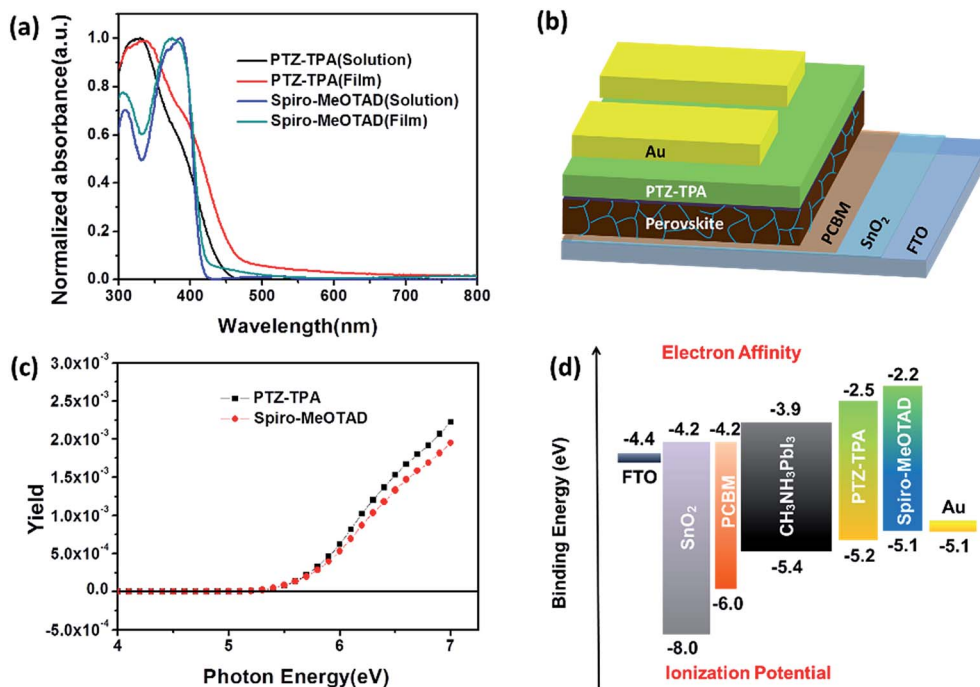 (a)
Normalized absorbance(a.u.)
1.0
0.8
0.6
0.4
0.2
0.0
PTZ-TPA(Solution)
PTZ-TPA(Film)
Spiro-MeOTAD(Solution)
Spiro-MeOTAD(Film)
300 400 500 600 700 800
Wavelength(nm)
(b)
Au
PTZ-TPA
Perovskite
PCBM
SnO₂
FTO
(c)
Yield
3.0x10⁻³
2.5x10⁻³
2.0x10⁻³
1.5x10⁻³
1.0x10⁻³
5.0x10⁻⁴
0.0
-5.0x10⁻⁴
PTZ-TPA
Spiro-MeOTAD
4 5 6 7
Photon Energy(eV)
(d)
Electron Affinity
Binding Energy (eV)
-4.4
FTO
-4.2
SnO₂
-8.0
-4.2
PCBM
-6.0
-3.9
CH₃NH₃PbI₃
-5.4
-2.5
PTZ-TPA
-5.2
-2.2
Spiro-MeOTAD
-5.1
Au
-5.1
Ionization Potential